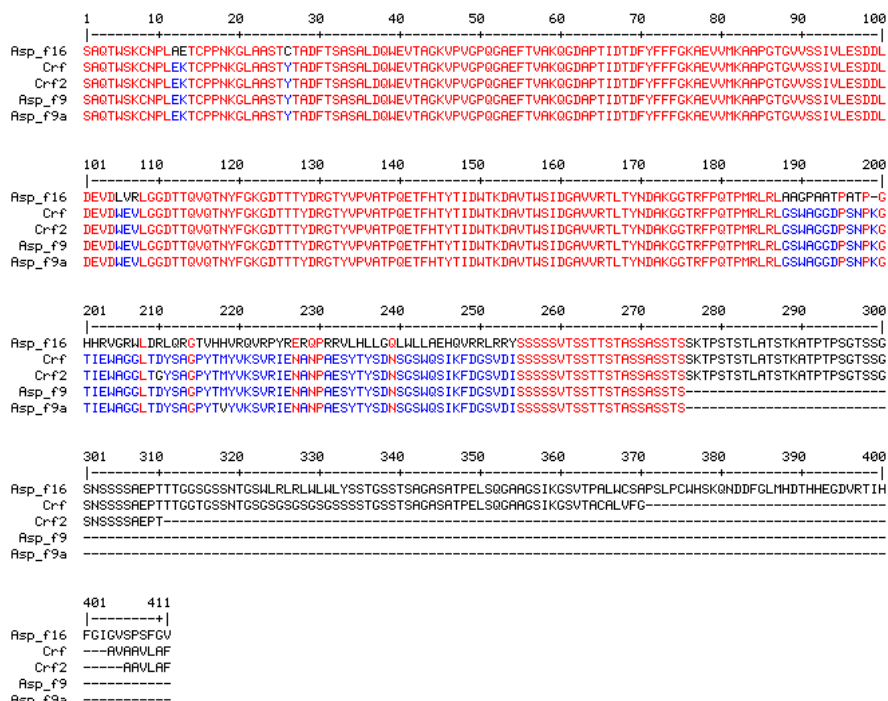 1 10 20 30 40 50 60 70 80 90 100
|--------+---------+---------+---------+---------+---------+---------+---------+---------+---------|
Asp_f16 SAQTWSKCNPLAETCPPNKGLAASTCTADFTSASALDQWEVTAGKVPVGPQGAEFTVAKQGDAPTIDTDFYFFFGKAEVVMKAAPGTGVVSSIVLESDDL
Crf SAQTWSKCNPLEKTCPPNKGLAASTYTADFTSASALDQWEVTAGKVPVGPQGAEFTVAKQGDAPTIDTDFYFFFGKAEVVMKAAPGTGVVSSIVLESDDL
Crf2 SAQTWSKCNPLEKTCPPNKGLAASTYTADFTSASALDQWEVTAGKVPVGPQGAEFTVAKQGDAPTIDTDFYFFFGKAEVVMKAAPGTGVVSSIVLESDDL
Asp_f9 SAQTWSKCNPLEKTCPPNKGLAASTYTADFTSASALDQWEVTAGKVPVGPQGAEFTVAKQGDAPTIDTDFYFFFGKAEVVMKAAPGTGVVSSIVLESDDL
Asp_f9a SAQTWSKCNPLEKTCPPNKGLAASTYTADFTSASALDQWEVTAGKVPVGPQGAEFTVAKQGDAPTIDTDFYFFFGKAEVVMKAAPGTGVVSSIVLESDDL
101 110 120 130 140 150 160 170 180 190 200
|--------+---------+---------+---------+---------+---------+---------+---------+---------+---------|
Asp_f16 DEVDLVRLGGDTTQVQTNYFGKGDTTTYDRGTYVPVATPQETFHTYTIDWTKDAVTWSIDGAVVRTLTYNDAKGGTRFPQTPMRLRLAAGPAATPATP-G
Crf DEVDWEVLGGDTTQVQTNYFGKGDTTTYDRGTYVPVATPQETFHTYTIDWTKDAVTWSIDGAVVRTLTYNDAKGGTRFPQTPMRLRLGSWAGGDPSNPKG
Crf2 DEVDWEVLGGDTTQVQTNYFGKGDTTTYDRGTYVPVATPQETFHTYTIDWTKDAVTWSIDGAVVRTLTYNDAKGGTRFPQTPMRLRLGSWAGGDPSNPKG
Asp_f9 DEVDWEVLGGDTTQVQTNYFGKGDTTTYDRGTYVPVATPQETFHTYTIDWTKDAVTWSIDGAVVRTLTYNDAKGGTRFPQTPMRLRLGSWAGGDPSNPKG
Asp_f9a DEVDWEVLGGDTTQVQTNYFGKGDTTTYDRGTYVPVATPQETFHTYTIDWTKDAVTWSIDGAVVRTLTYNDAKGGTRFPQTPMRLRLGSWAGGDPSNPKG
201 210 220 230 240 250 260 270 280 290 300
|--------+---------+---------+---------+---------+---------+---------+---------+---------+---------|
Asp_f16 HHRVGRWLDRLQRGTVHHVRQVRPYRERQPRRVLHLLGQLWLLAEHQVRRLRRYSSSSSVTSSTTSTASSASSTSSKTPSTSTLATSTKATPTPSGTSSG
Crf TIEWAGGLTDYSAGPYTMYVKSVRIENANPAESYTYSDNSGSWQSIKFDGSVDISSSSSVTSSTTSTASSASSTSSKTPSTSTLATSTKATPTPSGTSSG
Crf2 TIEWAGGLTGYSAGPYTMYVKSVRIENANPAESYTYSDNSGSWQSIKFDGSVDISSSSSVTSSTTSTASSASSTSSKTPSTSTLATSTKATPTPSGTSSG
Asp_f9 TIEWAGGLTDYSAGPYTMYVKSVRIENANPAESYTYSDNSGSWQSIKFDGSVDISSSSSVTSSTTSTASSASSTS-------------------------
Asp_f9a TIEWAGGLTDYSAGPYTVYVKSVRIENANPAESYTYSDNSGSWQSIKFDGSVDISSSSSVTSSTTSTASSASSTS-------------------------
301 310 320 330 340 350 360 370 380 390 400
|--------+---------+---------+---------+---------+---------+---------+---------+---------+---------|
Asp_f16 SNSSSSAEPTTTGGSGSSNTGSWLRLRLWLWLYSSTGSSTSAGASATPELSQGAAGSIKGSVTPALWCSAPSLPCWHSKQNDDFGLMHDTHHEGDVRTIH
Crf SNSSSSAEPTTTGGTGSSNTGSGSGSGSGSGSSSSTGSSTSAGASATPELSQGAAGSIKGSVTACALVFG------------------------------
Crf2 SNSSSSAEPT------------------------------------------------------------------------------------------
Asp_f9 ----------------------------------------------------------------------------------------------------
Asp_f9a ----------------------------------------------------------------------------------------------------
401 411
|--------+|
Asp_f16 FGIGVSPSFGV
Crf ---AVAAVLAF
Crf2 -----AAVLAF
Asp_f9 -----------
Asp_f9a -----------